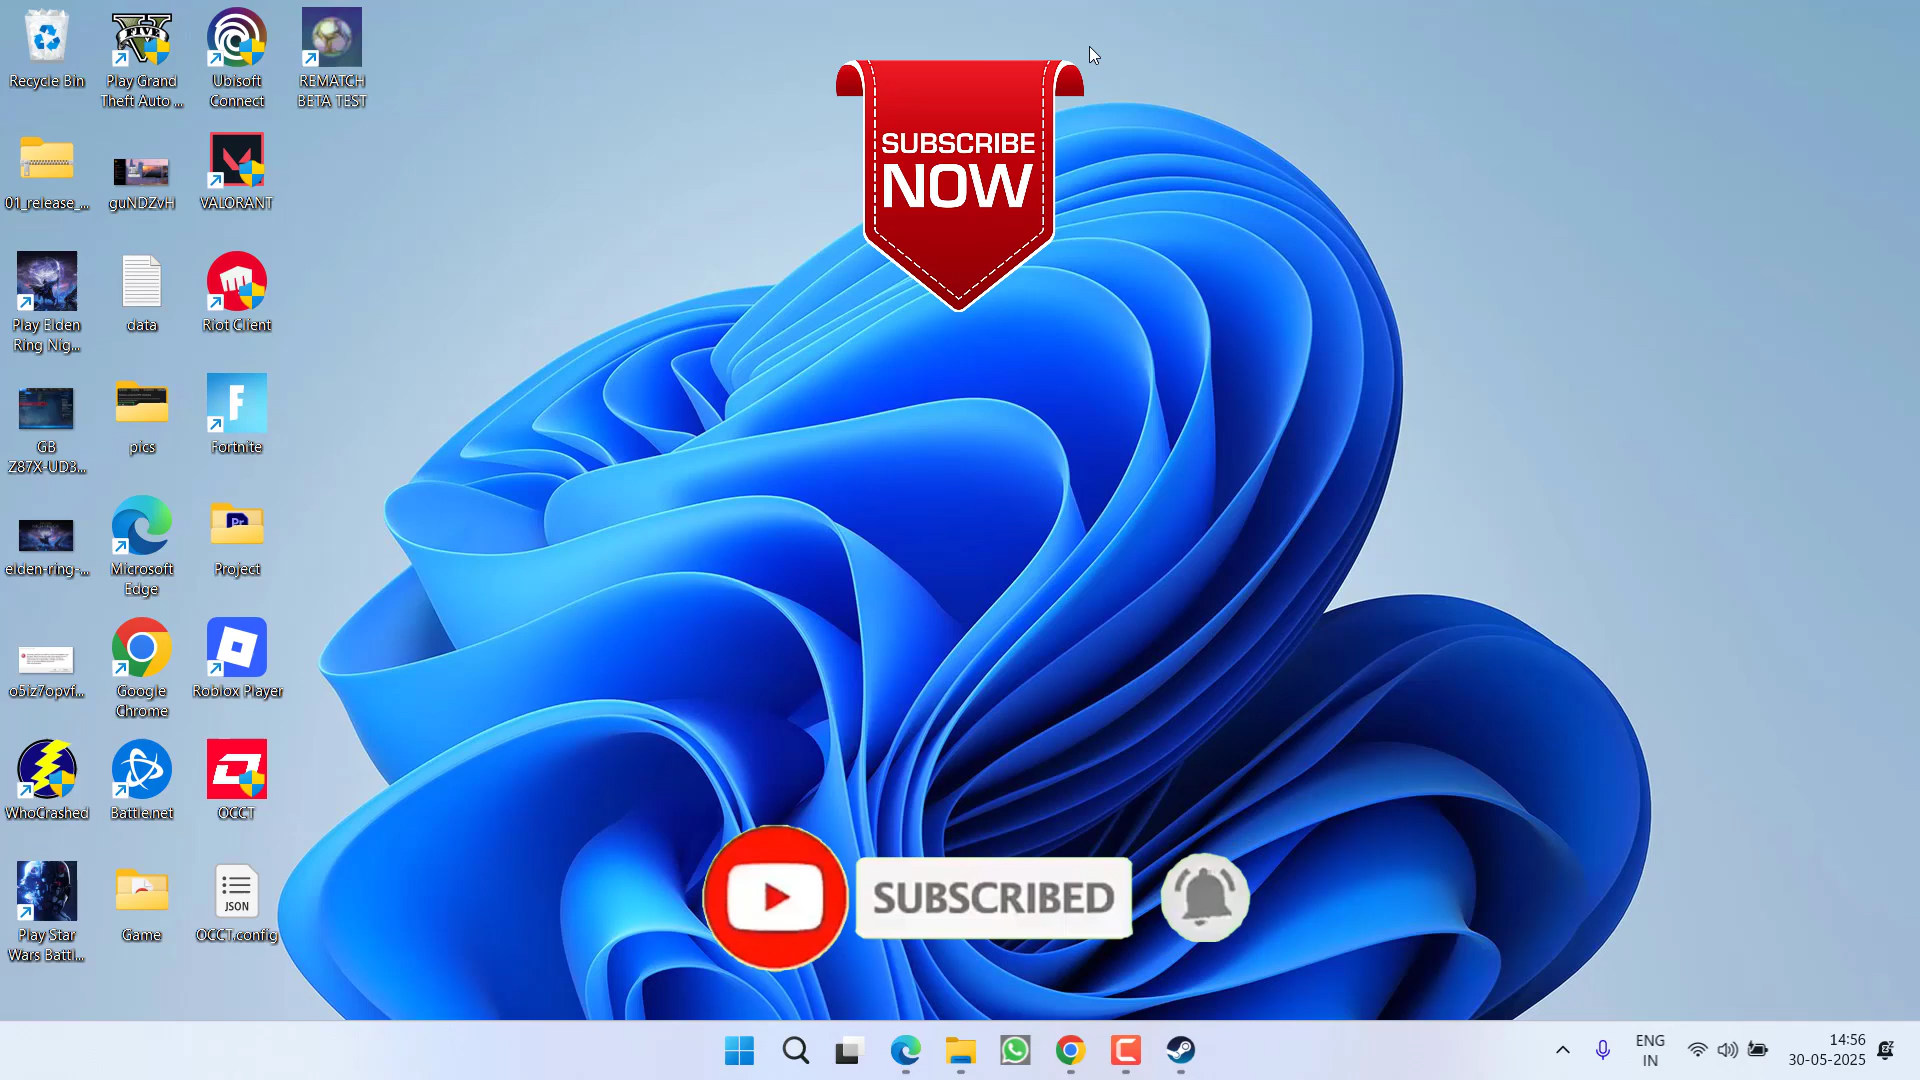 Recycle Bin
Play Grand
Theft Auto ...
Ubisoft
Connect
REMATCH
BETA TEST
01_release_...
guNDZvH
VALORANT
Play Elden
Ring Nig...
data
Riot Client
GB
Z87X-UD3...
pics
Fortnite
elden-ring-...
Microsoft
Edge
Project
o5iz7opvf...
Google
Chrome
Roblox Player
WhoCrashed
Battle.net
OCCT
Play Star
Wars Battl...
Game
JSON
OCCT.config
FIVE
Pr
SUBSCRIBE
NOW
SUBSCRIBED
ENG
IN
14:56
30-05-2025